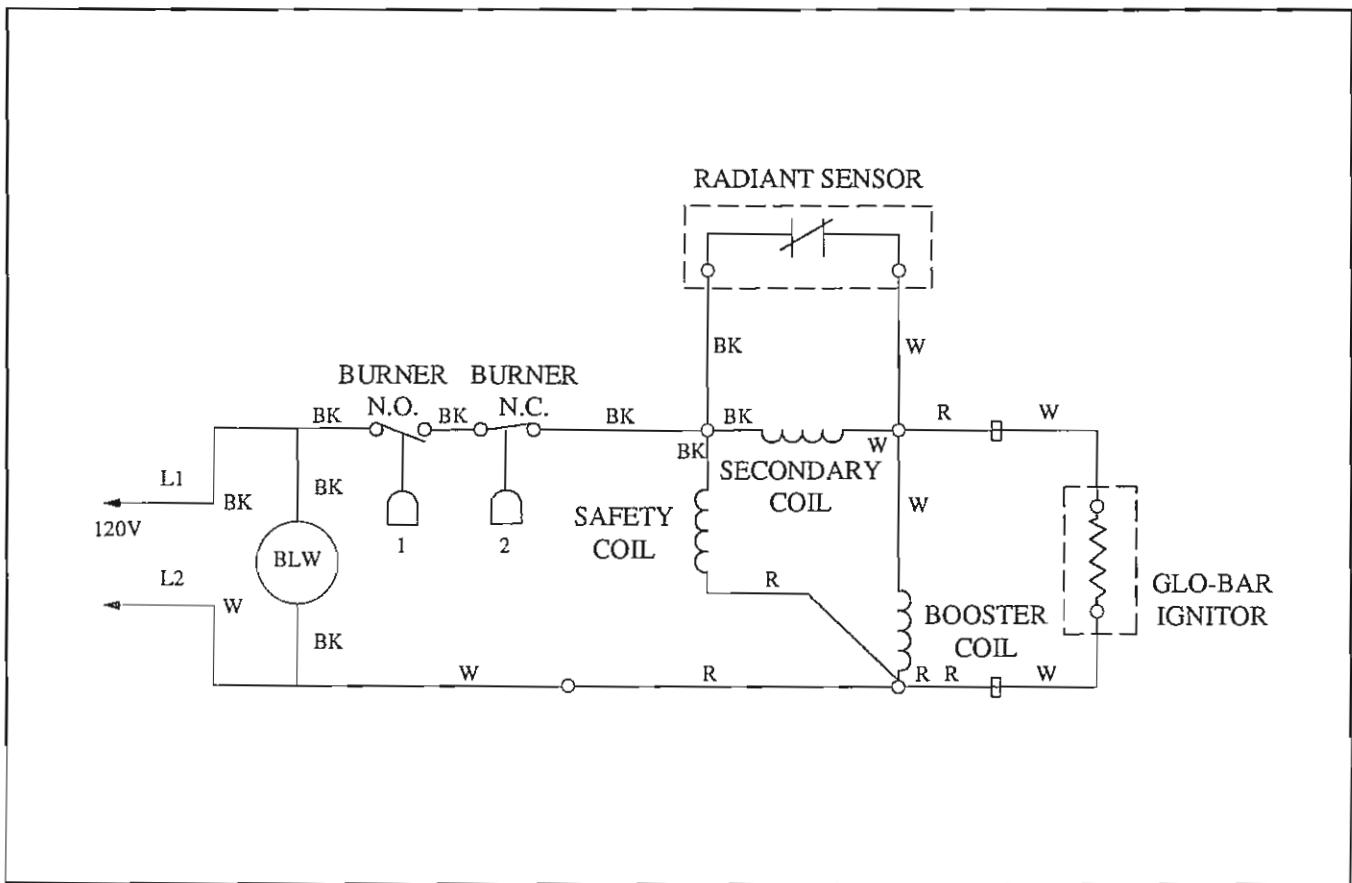 RADIANT SENSOR
BK
W
BURNER
N.O.
BURNER
N.C.
BK
BK
BK
BK
R
W
BK
W
SECONDARY
COIL
L1
BK
BK
120V
SAFETY
COIL
W
1
2
BLW
L2
W
R
GLO-BAR
IGNITOR
BOOSTER
COIL
BK
W
R
R
R
W